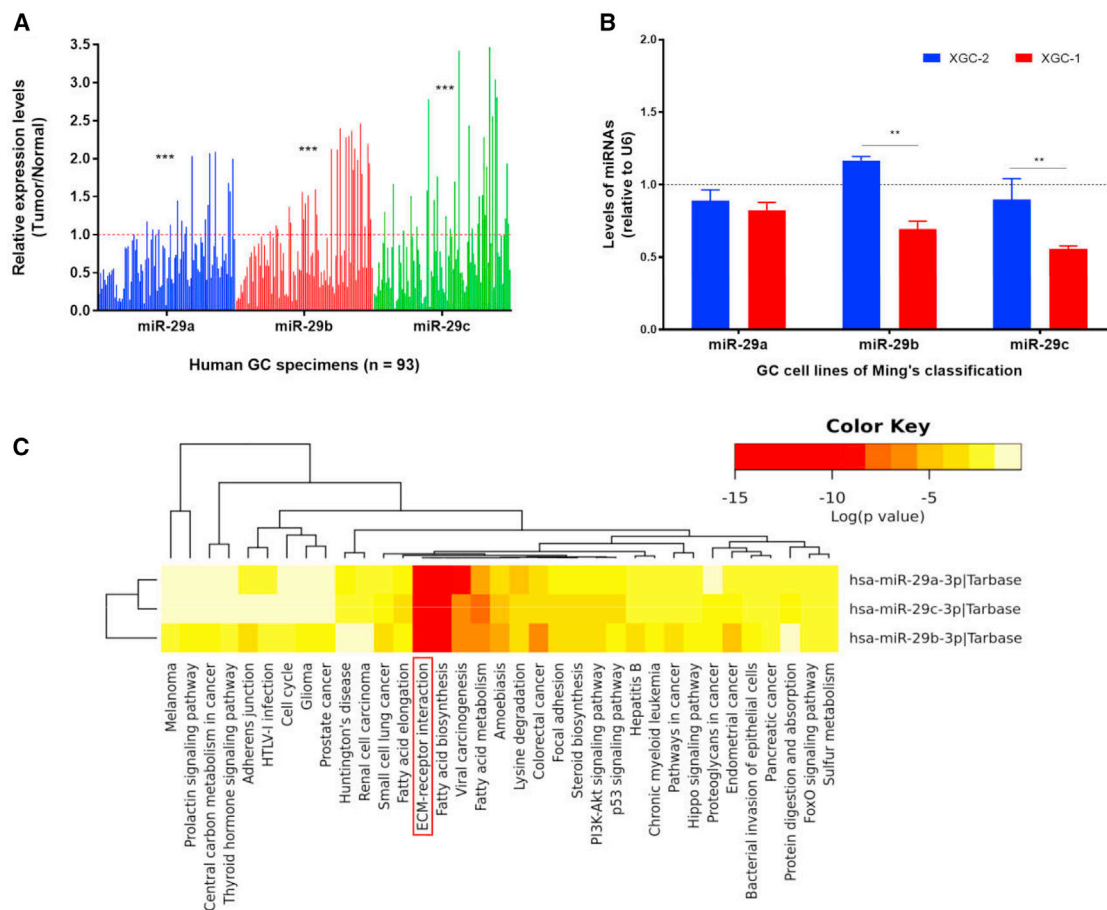 A
Relative expression levels
(Tumor/Normal)
3.5
3.0
2.5
2.0
1.5
1.0
0.5
0.0
***
***
***
miR-29a
miR-29b
miR-29c
Human GC specimens (n = 93)
B
Levels of miRNAs
(relative to U6)
2.0
1.5
1.0
0.5
0.0
XGC-2
XGC-1
**
**
miR-29a
miR-29b
miR-29c
GC cell lines of Ming's classification
C
Color Key
-15
-10
-5
Log(p value)
hsa-miR-29a-3p|Tarbase
hsa-miR-29c-3p|Tarbase
hsa-miR-29b-3p|Tarbase
Melanoma
Prolactin signaling pathway
Central carbon metabolism in cancer
Thyroid hormone signaling pathway
Adherens junction
HTLV-I infection
Cell cycle
Glioma
Prostate cancer
Huntington's disease
Renal cell carcinoma
Small cell lung cancer
Fatty acid elongation
ECM-receptor interaction
Fatty acid biosynthesis
Viral carcinogenesis
Fatty acid metabolism
Amoebiasis
Lysine degradation
Colorectal cancer
Focal adhesion
Steroid biosynthesis
PI3K-Akt signaling pathway
p53 signaling pathway
Hepatitis B
Chronic myeloid leukemia
Pathways in cancer
Hippo signaling pathway
Proteoglycans in cancer
Endometrial cancer
Bacterial invasion of epithelial cells
Pancreatic cancer
Protein digestion and absorption
FoxO signaling pathway
Sulfur metabolism